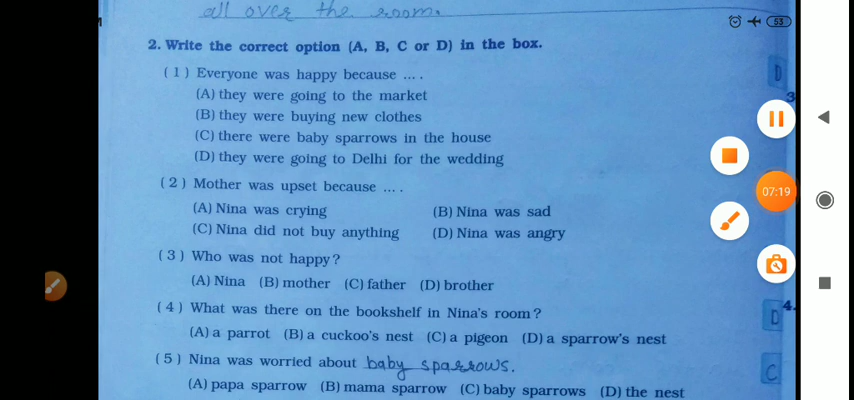 all over the room.
2. Write the correct option (A, B, C or D) in the box.
(1) Everyone was happy because ... .
D
(A) they were going to the market
3
(B) they were buying new clothes
(C) there were baby sparrows in the house
(D) they were going to Delhi for the wedding
(2) Mother was upset because ... .
(A) Nina was crying (B) Nina was sad
(C) Nina did not buy anything (D) Nina was angry
(3) Who was not happy?
(A) Nina (B) mother (C) father (D) brother
(4) What was there on the bookshelf in Nina's room?
D
4.
(A) a parrot (B) a cuckoo's nest (C) a pigeon (D) a sparrow's nest
(5) Nina was worried about baby sparrows.
C
(A) papa sparrow (B) mama sparrow (C) baby sparrows (D) the nest
53
07:19